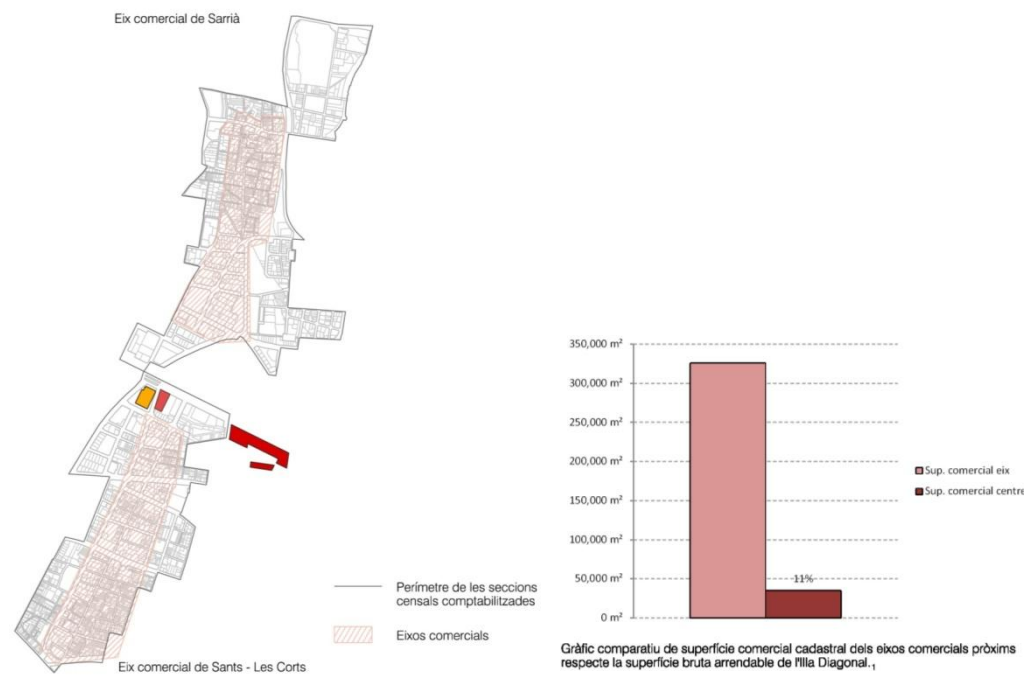 Eix comercial de Sarrià
Perímetre de les seccions
censals comptabilitzades
Eixos comercials
Eix comercial de Sants - Les Corts
350,000 m²
300,000 m²
250,000 m²
200,000 m²
150,000 m²
100,000 m²
50,000 m²
0 m²
11%
Sup. comercial eix
Sup. comercial centre
Gràfic comparatiu de superfície comercial cadastral dels eixos comercials pròxims
respecte la superfície bruta arrendable de l'Illa Diagonal.₁